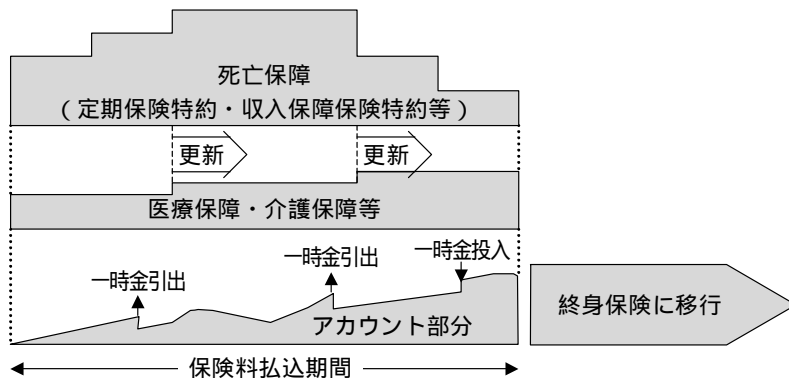 死亡保障
（定期保険特約・収入保障保険特約等）
更新
更新
医療保障・介護保障等
一時金引出
一時金引出
一時金投入
アカウント部分
終身保険に移行
保険料払込期間